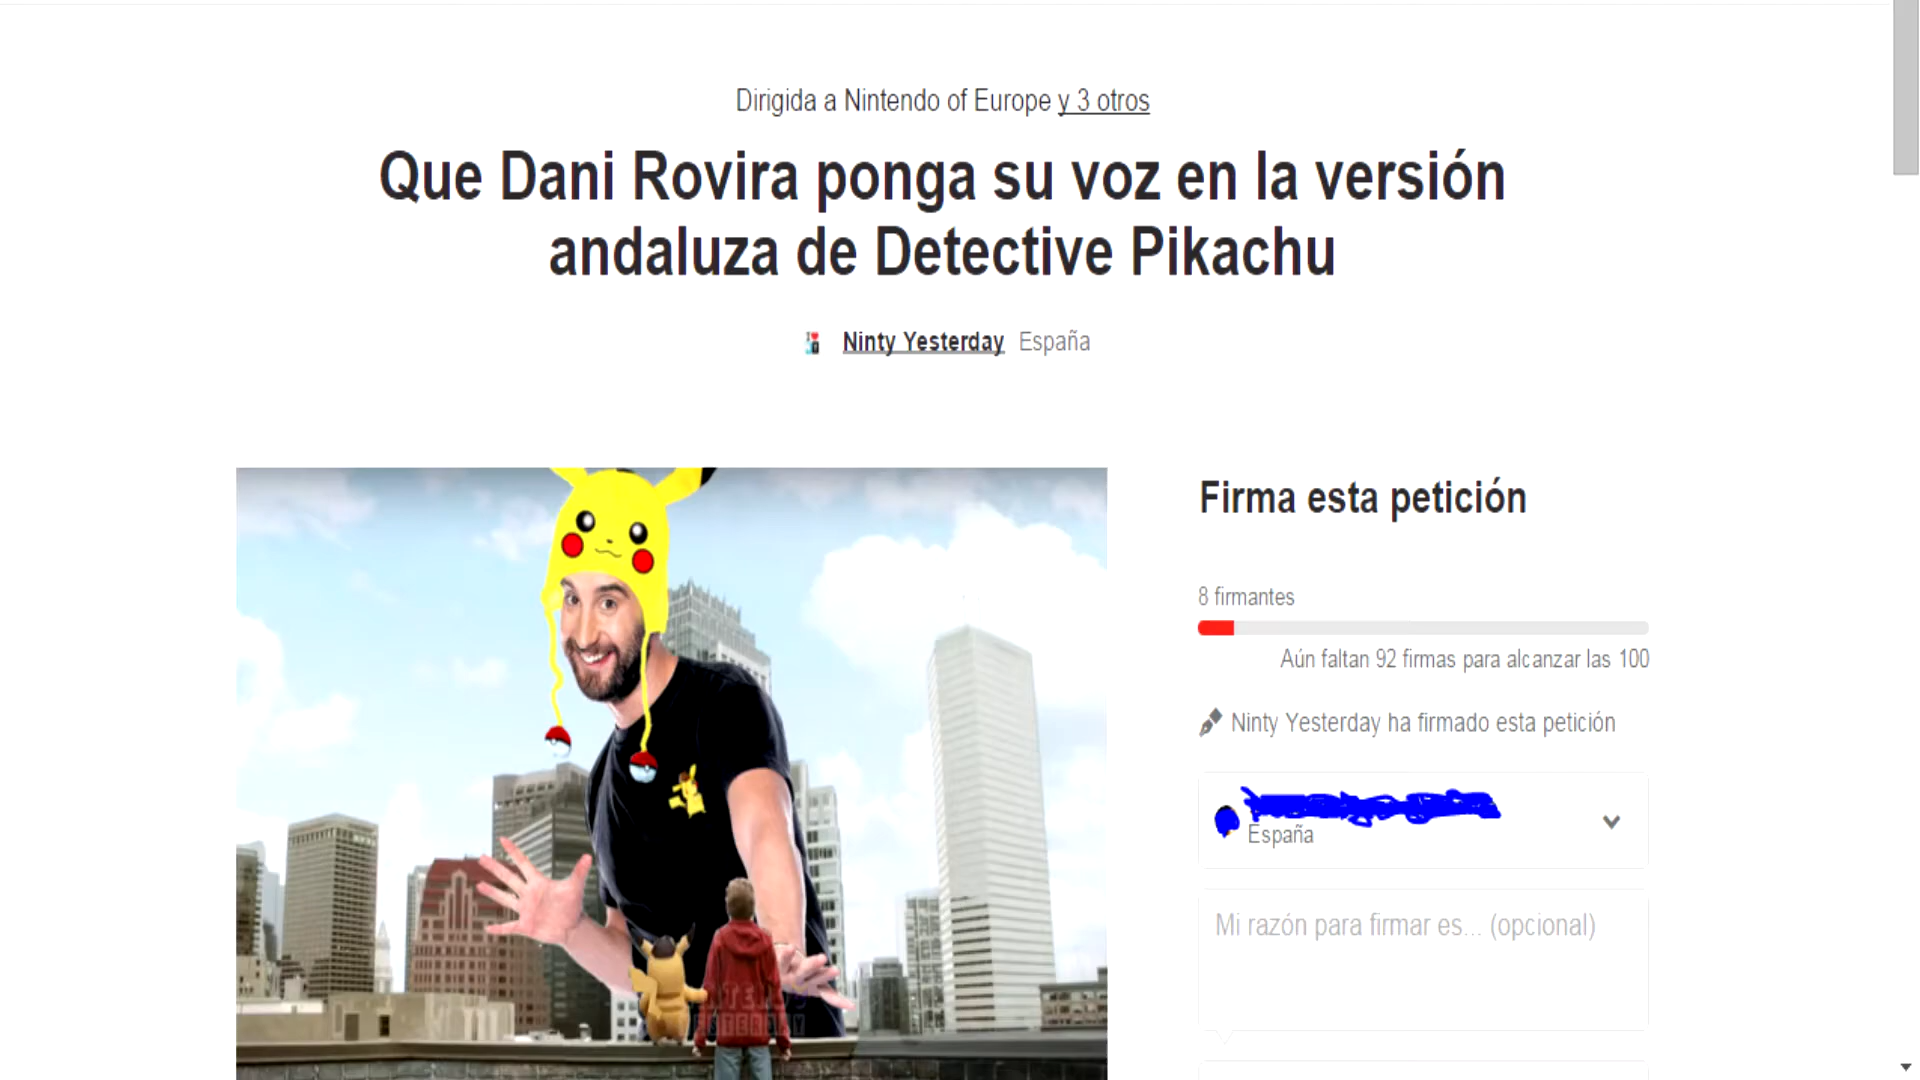 Dirigida a Nintendo of Europe y 3 otros
Que Dani Rovira ponga su voz en la versión
andaluza de Detective Pikachu
Ninty Yesterday España
Firma esta petición
8 firmantes
Aún faltan 92 firmas para alcanzar las 100
Ninty Yesterday ha firmado esta petición
España
Mi razón para firmar es... (opcional)